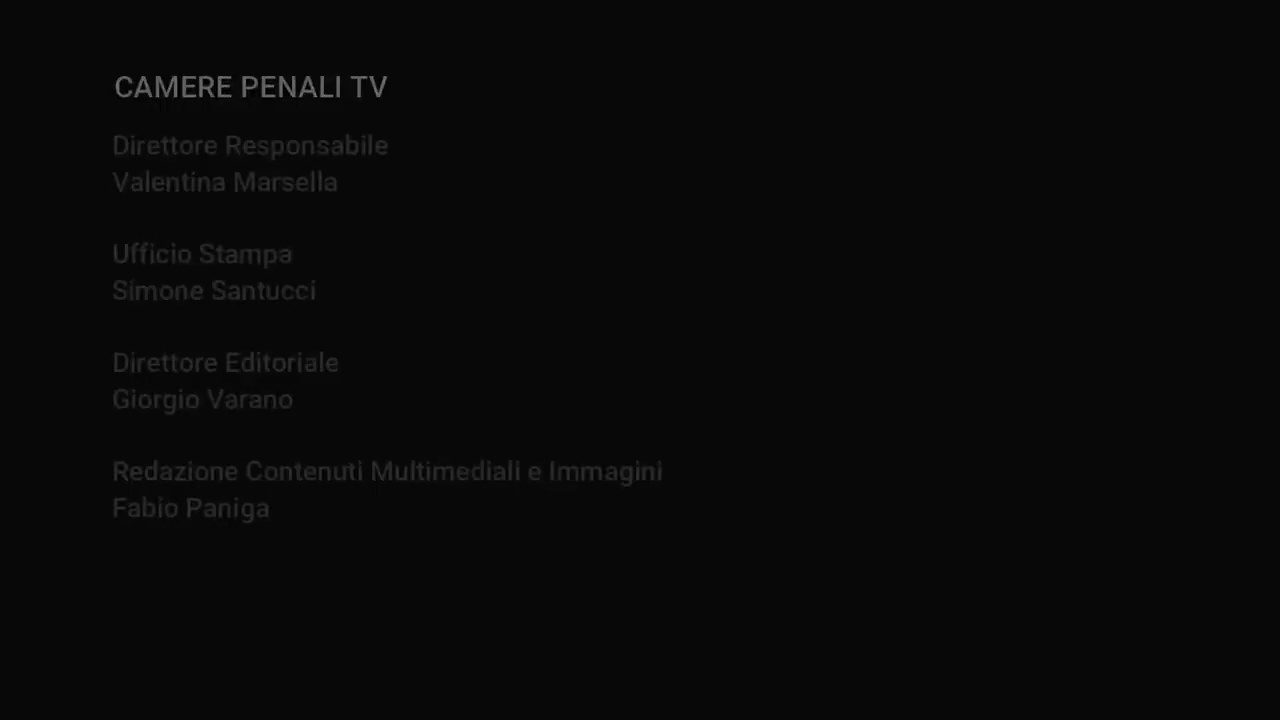 CAMERE PENALI TV
Direttore Responsabile
Valentina Marsella
Ufficio Stampa
Simone Santucci
Direttore Editoriale
Giorgio Varano
Redazione Contenuti Multimediali e Immagini
Fabio Paniga